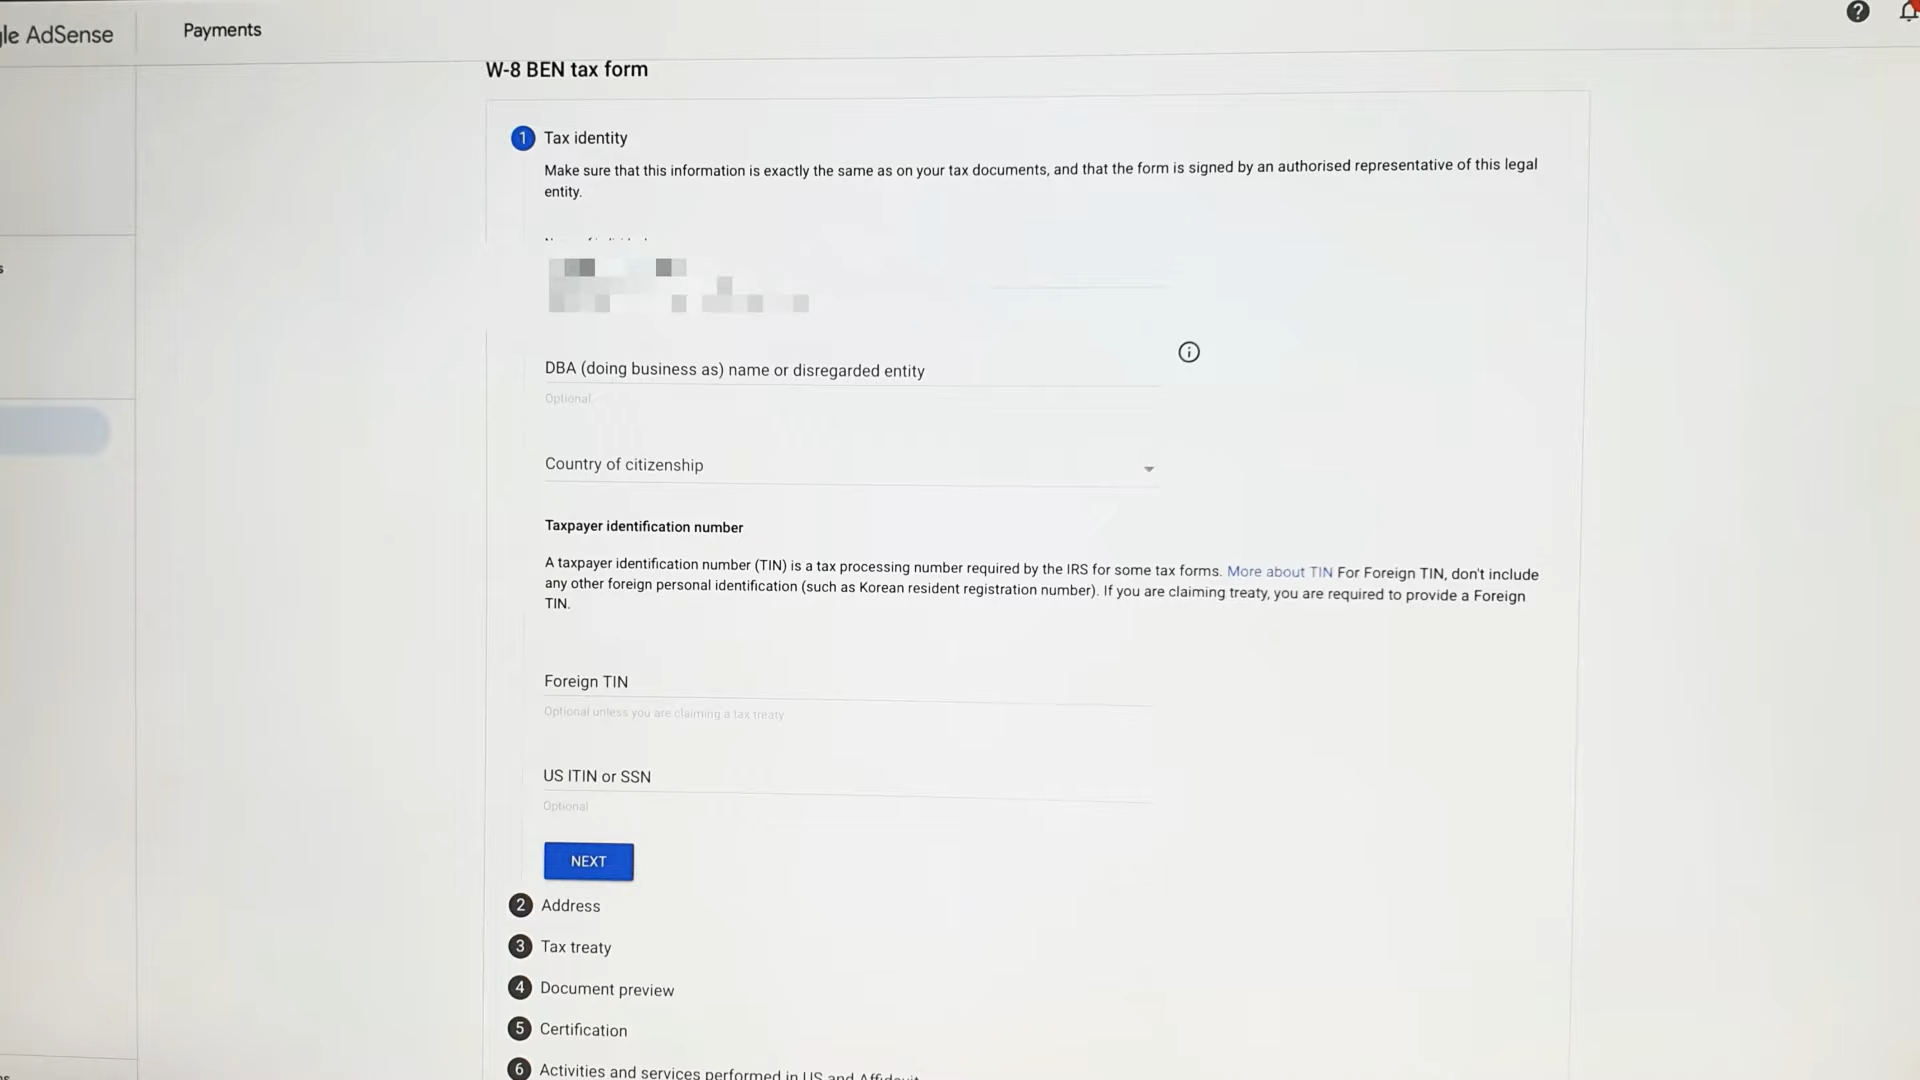 AdSense
Payments
W-8 BEN tax form
1 Tax identity
Make sure that this information is exactly the same as on your tax documents, and that the form is signed by an authorised representative of this legal
entity.
DBA (doing business as) name or disregarded entity
Optional
Country of citizenship
Taxpayer identification number
A taxpayer identification number (TIN) is a tax processing number required by the IRS for some tax forms. More about TIN For Foreign TIN, don't include
any other foreign personal identification (such as Korean resident registration number). If you are claiming treaty, you are required to provide a Foreign
TIN.
Foreign TIN
Optional unless you are claiming a tax treaty
US ITIN or SSN
Optional
NEXT
2 Address
3 Tax treaty
4 Document preview
5 Certification
6 Activities and services performed in US and